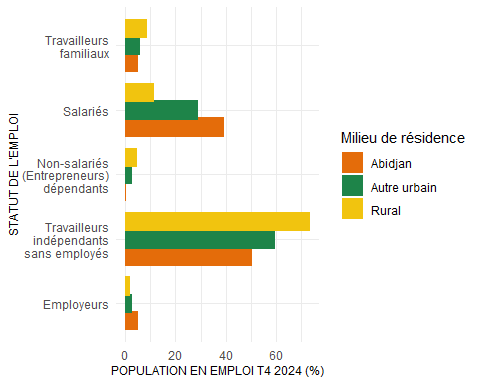 Travailleurs
familiaux
Salariés
Non-salariés
(Entrepreneurs)
dépendants
Travailleurs
indépendants
sans employés
Employeurs
STATUT DE L'EMPLOI
0 20 40 60
POPULATION EN EMPLOI T4 2024 (%)
Milieu de résidence
Abidjan
Autre urbain
Rural